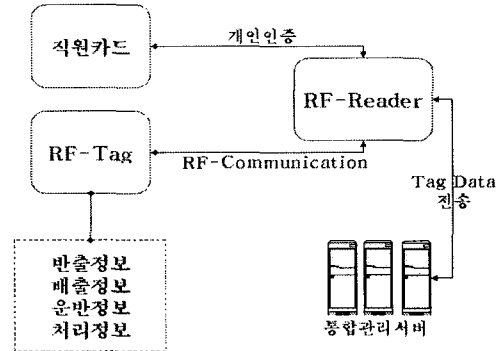 직원카드
개인인증
RF-Reader
RF-Tag
RF-Communication
Tag Data
전송
반출정보
배출정보
운반정보
처리정보
통합관리서버